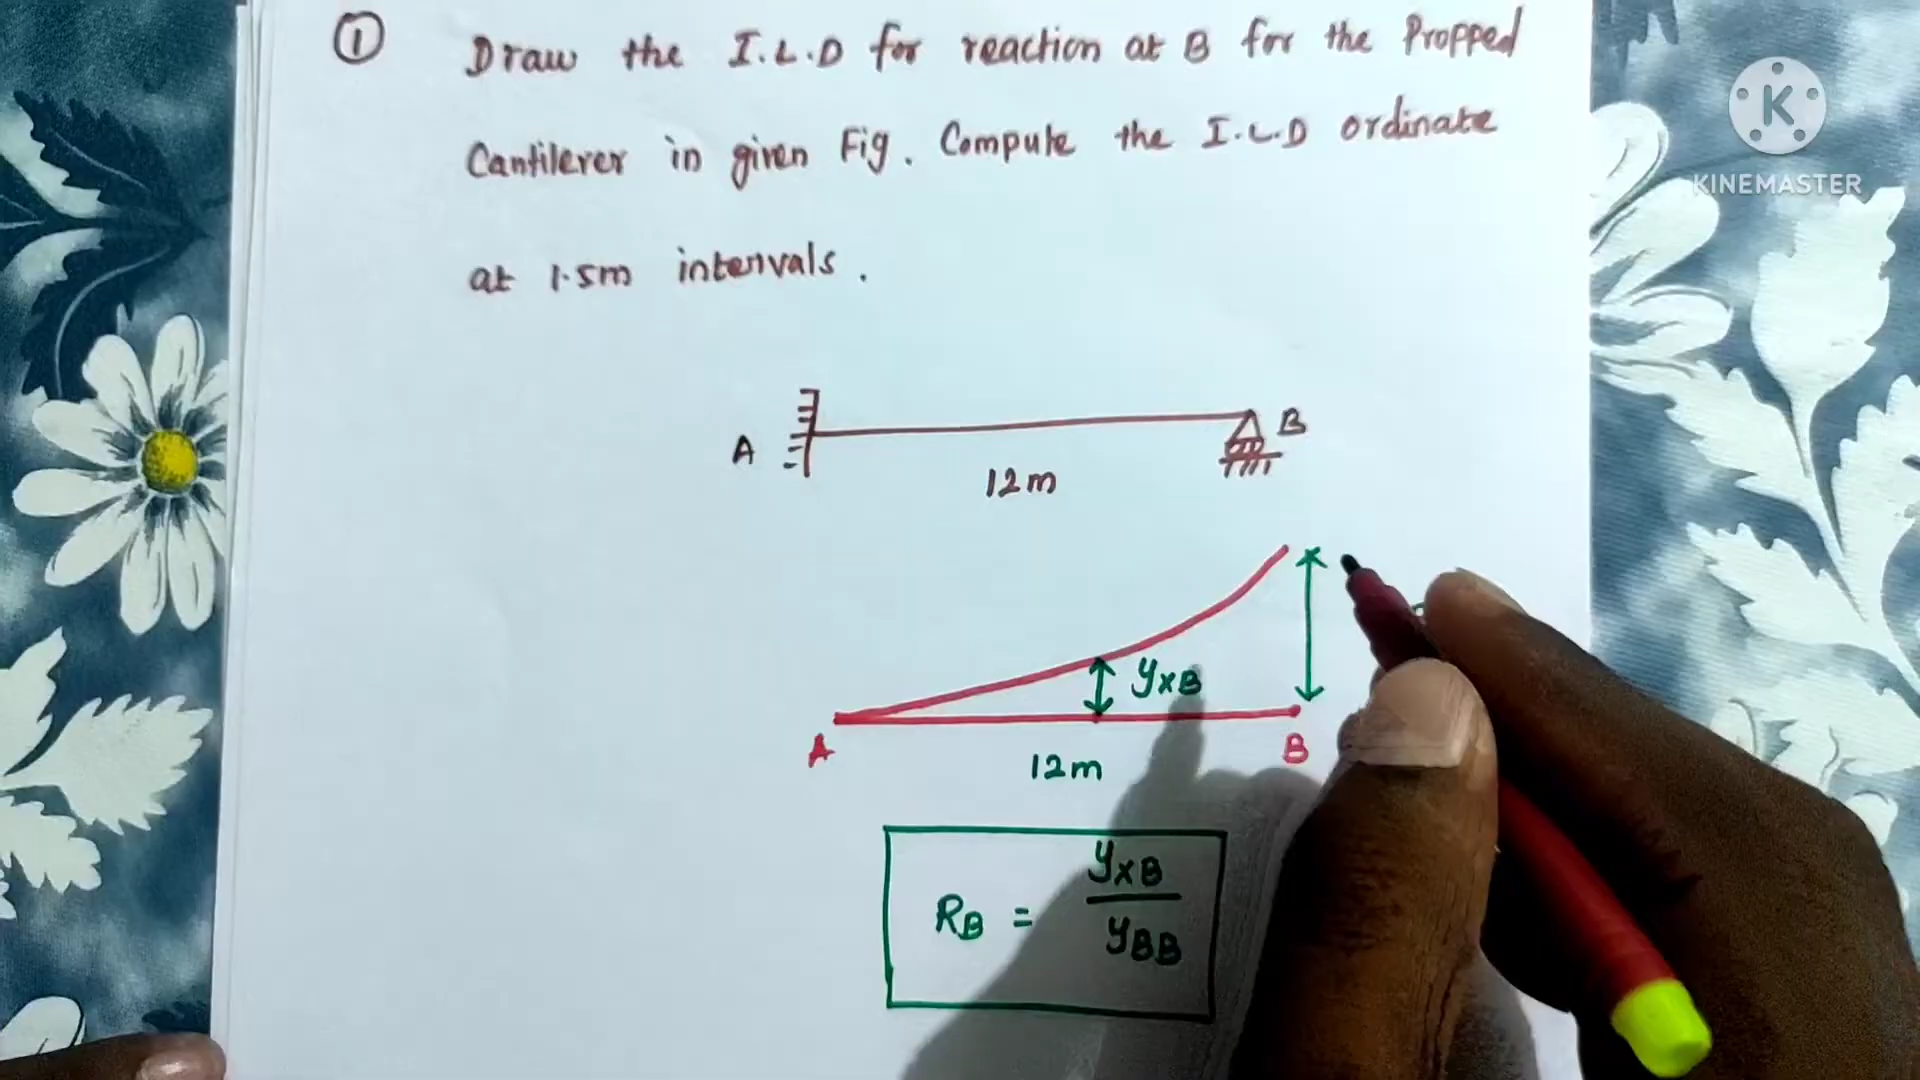 ① Draw the I.L.D for reaction at B for the Propped
Cantilever in given Fig. Compute the I.L.D ordinate
at 1.5m intervals.
K
KINEMASTER
A
B
12m
yxB
A
B
12m
RB = yxB / yBB